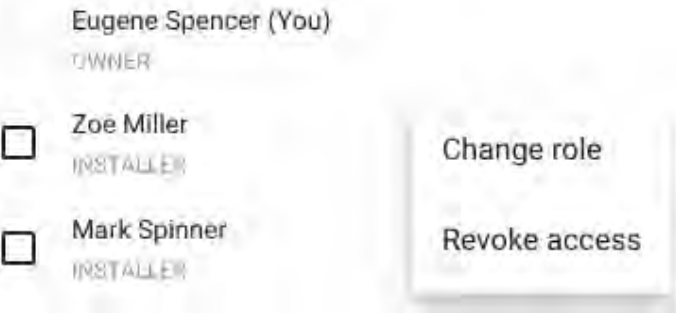 Eugene Spencer (You)
OWNER
Zoe Miller
INSTALLER
Mark Spinner
INSTALLER
Change role
Revoke access